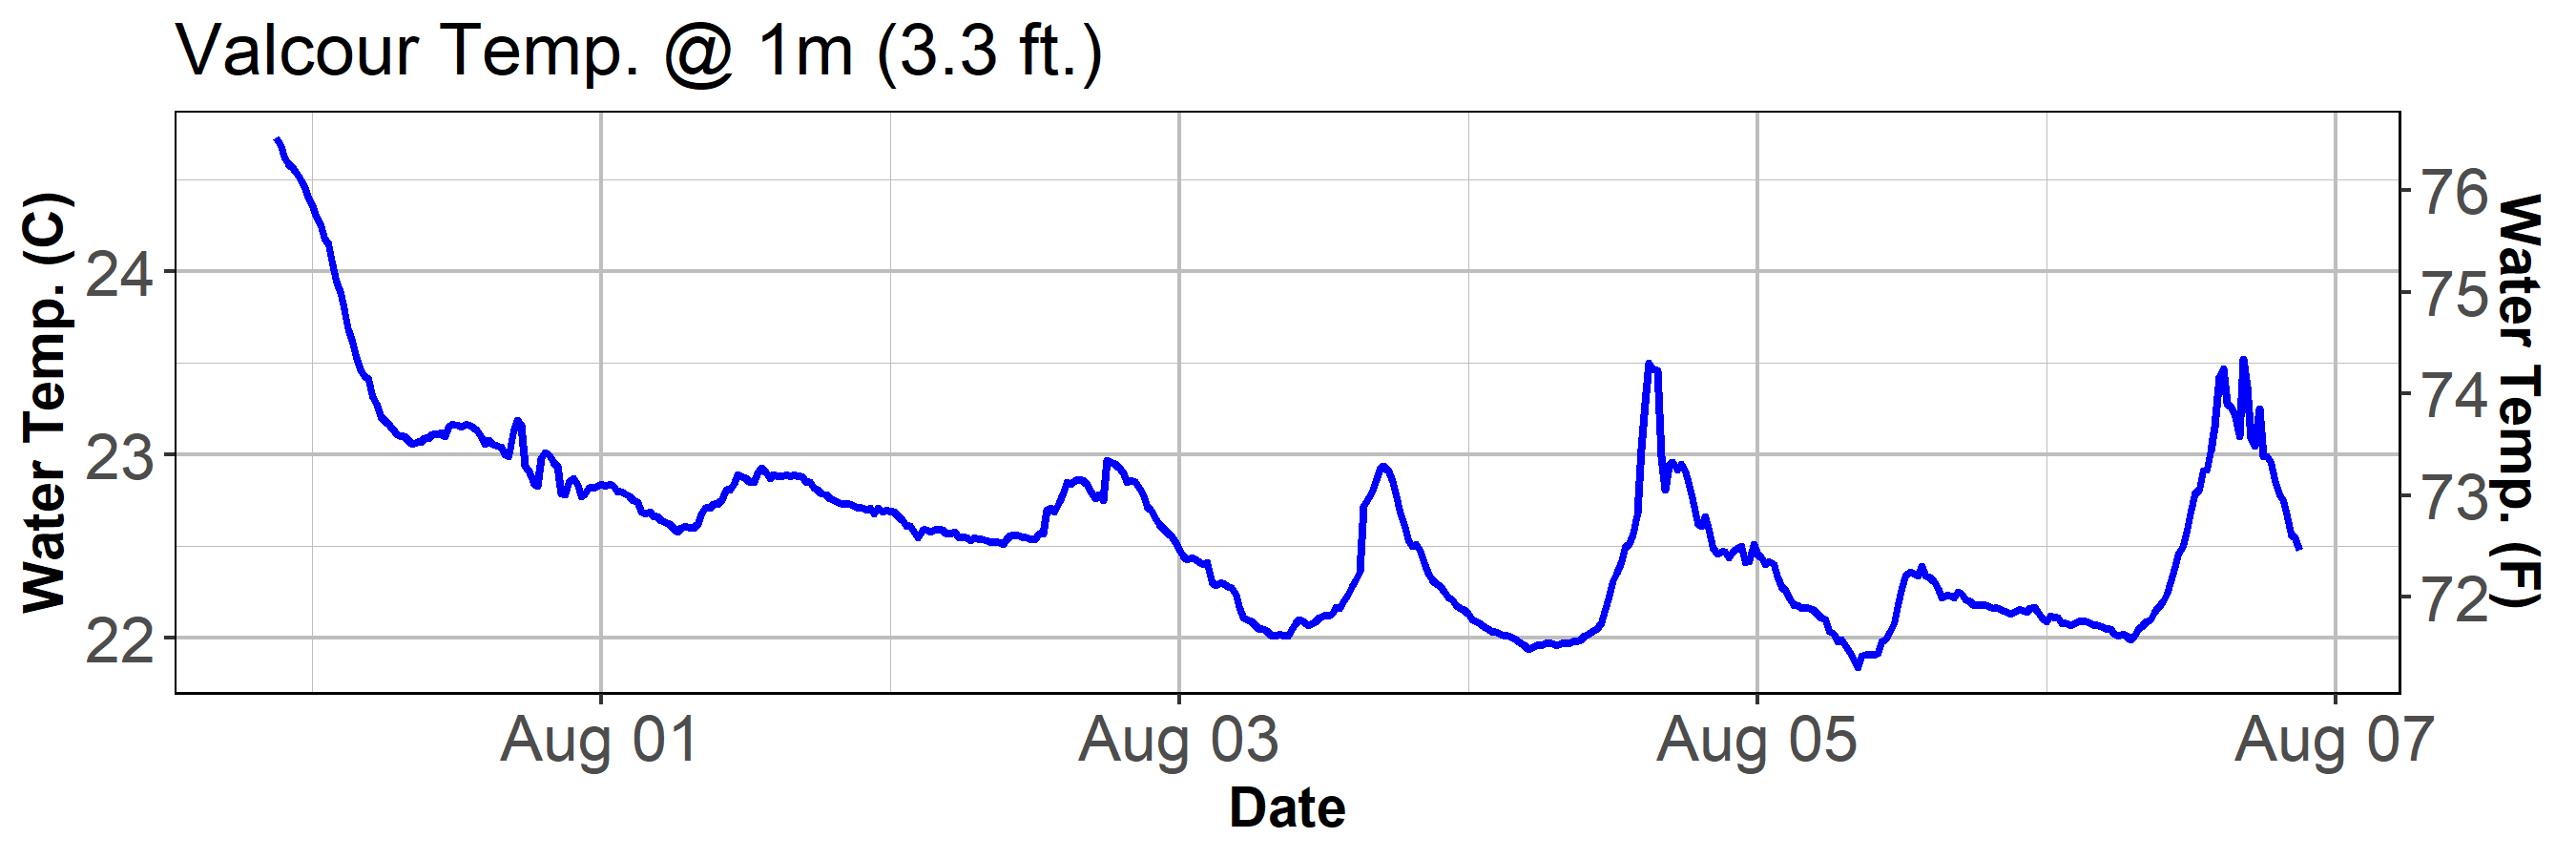 Valcour Temp. @ 1m (3.3 ft.)
Water Temp. (C)
24
23
22
76
75
74
73
72
Water Temp. (F)
Aug 01
Aug 03
Aug 05
Aug 07
Date